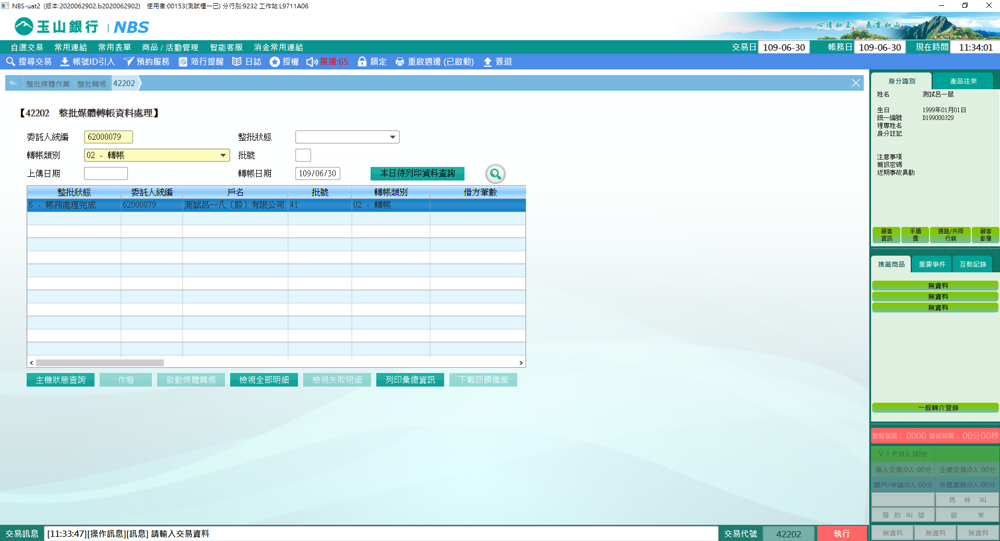 NBS-uat2 (版本:2020062902.b2020062902) 使用者:00153(測試櫃一己) 分行別:9232 工作站:L9711A06
玉山銀行 | NBS
心清如玉。義重如山。
自選交易 常用連結 常用表單 商品 / 活動管理 智能客服 消金常用連結 交易日 109-06-30 帳務日 109-06-30 現在時間 11:34:01
搜尋交易 帳號ID引入 預約服務 蒞行提醒 日誌 授權 廣播:65 鎖定 重啟週邊 (已啟動) 簽退
整批媒體作業 整批轉帳 42202
【42202 整批媒體轉帳資料處理】
委託人統編 62000079 整批狀態
轉帳類別 02 - 轉帳 批號
上傳日期 轉帳日期 109/06/30 本日待列印資料查詢
整批狀態 委託人統編 戶名 批號 轉帳類別 借方筆數
6 - 帳務處理完成 62000079 測試呂一八（股）有限公司 41 02 - 轉帳
主機狀態查詢 作廢 啟動媒體轉帳 檢視全部明細 檢視失敗明細 列印彙總資訊 下載回饋檔案
身分識別 產品往來
姓名 測試呂一鼠
生日 1999年01月01日
統一編號 D199000329
理專姓名
身分註記
注意事項
簡訊密碼
近期事故異動
顧客資訊 手續費 通路/共同行銷 顧客影像
推薦商品 重要事件 互動記錄
無資料
無資料
無資料
一般轉介登錄
服務號碼： 0000 等候時間： 00分00秒
ＶＩＰ:0人 00分
個人交易:0人 00分 企業交易:0人 00分
開戶/申請:0人 00分 外匯業務:0人 00分
再 呼 叫
預 約 叫 號 結 束
無資料 無資料 無資料
交易訊息 [11:33:47][操作訊息][訊息] 請輸入交易資料 交易代號 42202 執行